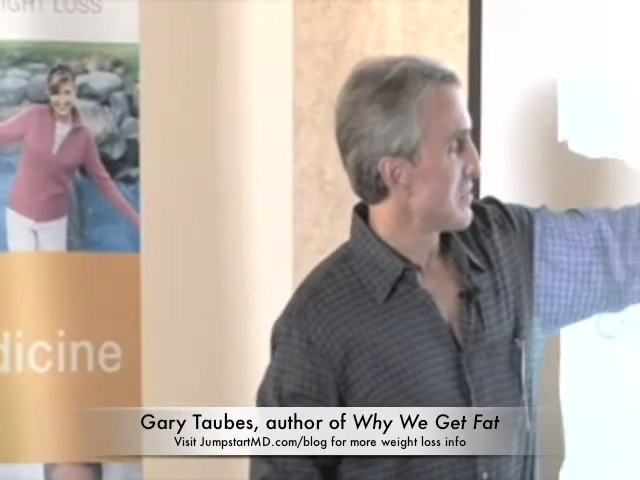 WEIGHT LOSS
dicine
Gary Taubes, author of Why We Get Fat
Visit JumpstartMD.com/blog for more weight loss info